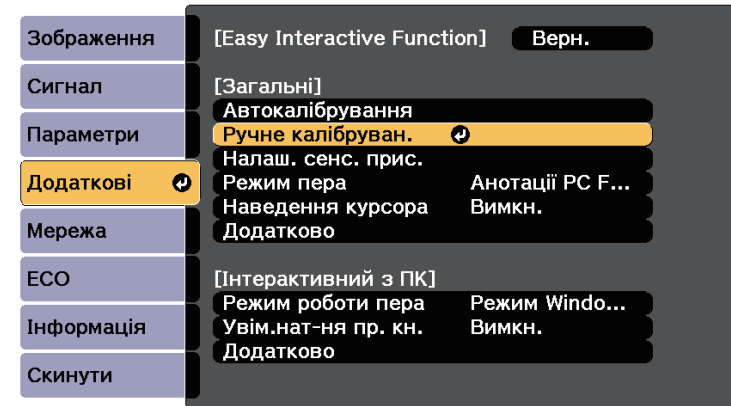 Зображення
Сигнал
Параметри
Додаткові
Мережа
ECO
Інформація
Скинути
[Easy Interactive Function] Верн.
[Загальні]
Автокалібрування
Ручне калібруван.
Налаш. сенс. прис.
Режим пера Анотації PC F...
Наведення курсора Вимкн.
Додатково
[Інтерактивний з ПК]
Режим роботи пера Режим Windo...
Увім.нат-ня пр. кн. Вимкн.
Додатково